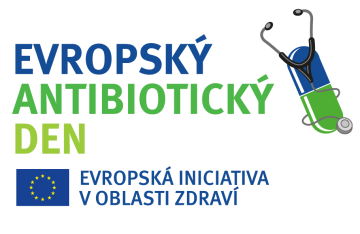 EVROPSKÝ
ANTIBIOTICKÝ
DEN
EVROPSKÁ INICIATIVA
V OBLASTI ZDRAVÍ